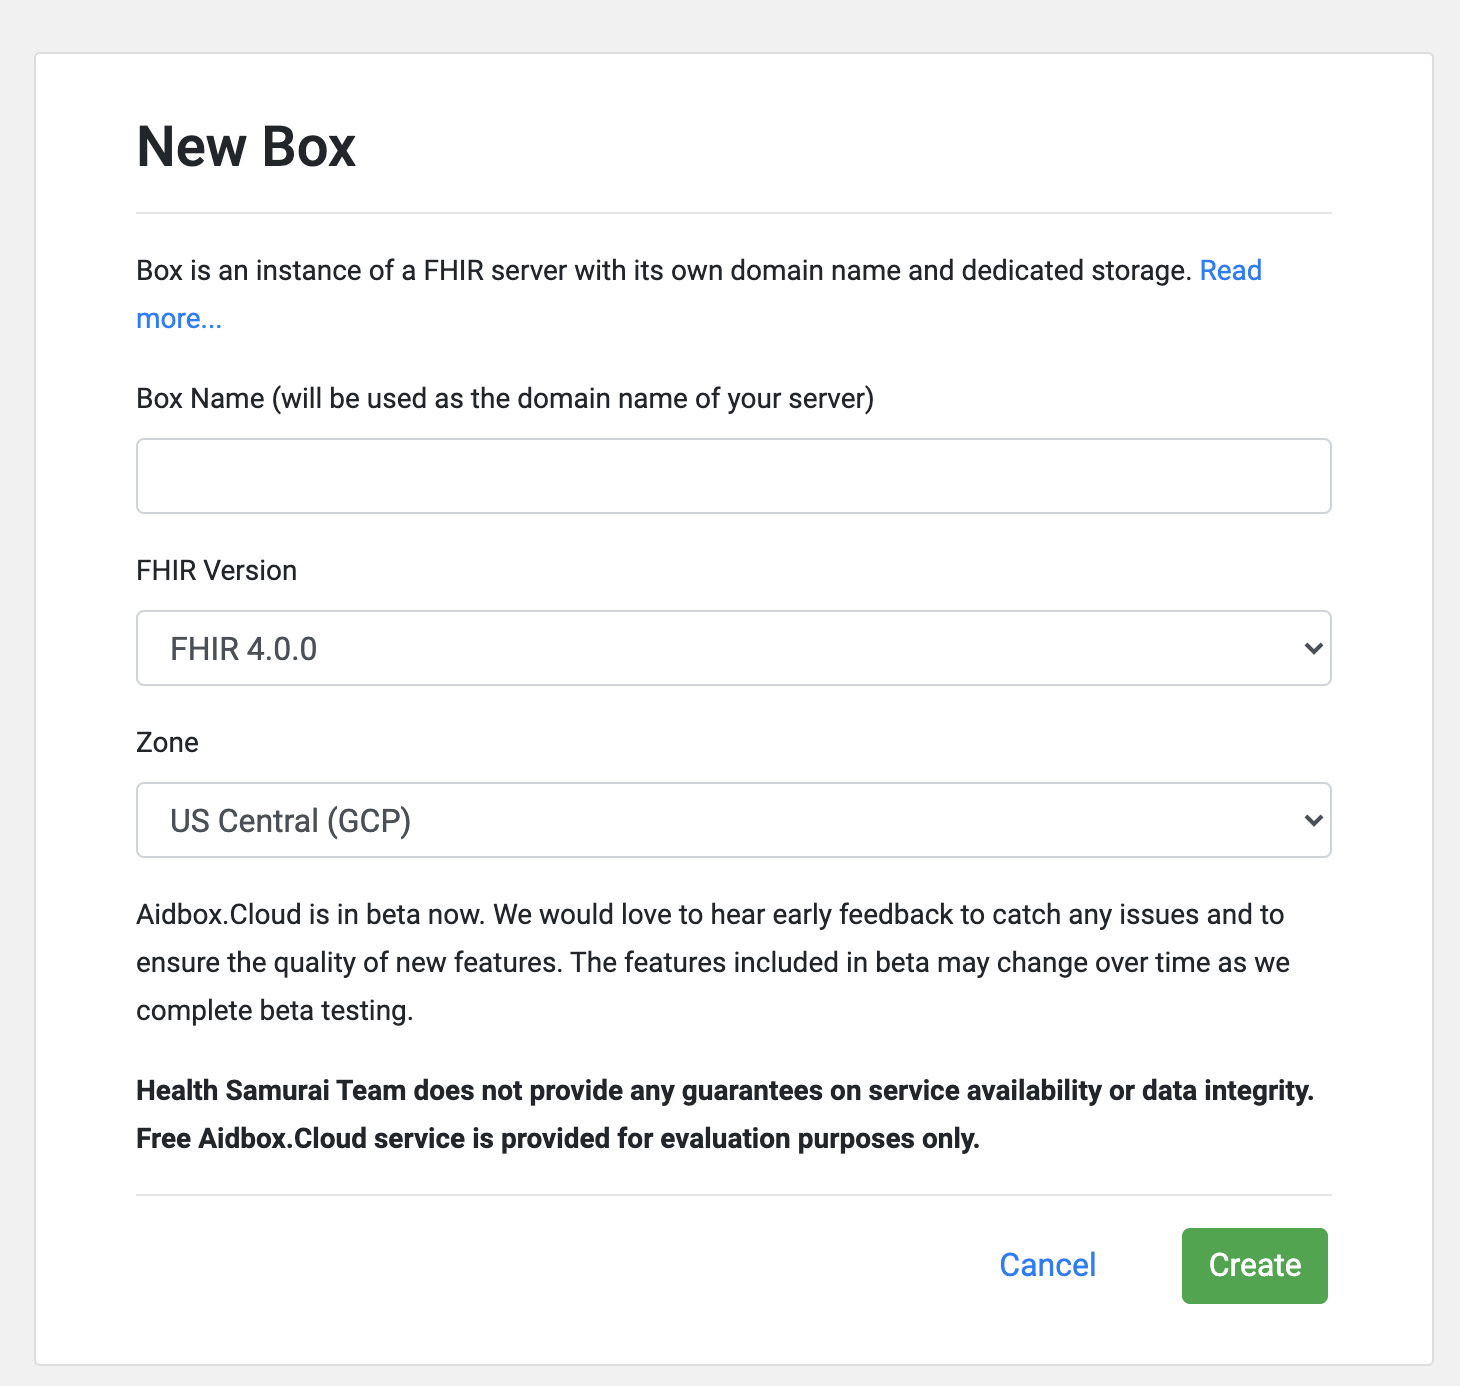 New Box
Box is an instance of a FHIR server with its own domain name and dedicated storage. Read
more...
Box Name (will be used as the domain name of your server)
FHIR Version
FHIR 4.0.0
Zone
US Central (GCP)
Aidbox.Cloud is in beta now. We would love to hear early feedback to catch any issues and to
ensure the quality of new features. The features included in beta may change over time as we
complete beta testing.
Health Samurai Team does not provide any guarantees on service availability or data integrity.
Free Aidbox.Cloud service is provided for evaluation purposes only.
Cancel
Create